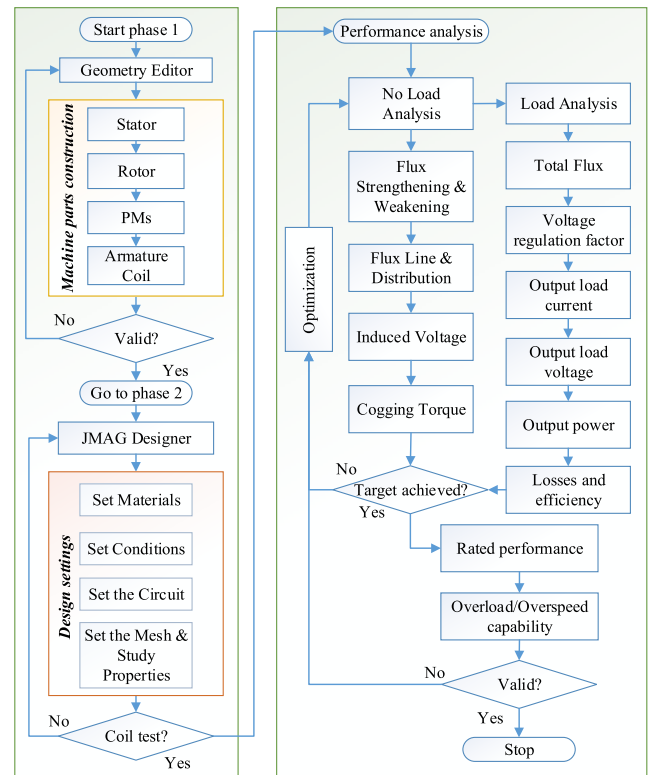 Start phase 1
Geometry Editor
Machine parts construction
Stator
Rotor
PMs
Armature
Coil
No
Valid?
Yes
Go to phase 2
JMAG Designer
Design settings
Set Materials
Set Conditions
Set the Circuit
Set the Mesh &
Study
Properties
No
Coil test?
Yes
Performance analysis
No Load
Analysis
Flux
Strengthening &
Weakening
Flux Line &
Distribution
Induced Voltage
Cogging Torque
Optimization
Load Analysis
Total Flux
Voltage
regulation factor
Output load
current
Output load
voltage
Output power
Losses and
efficiency
No
Target achieved?
Yes
Rated performance
Overload/Overspeed
capability
No
Valid?
Yes
Stop